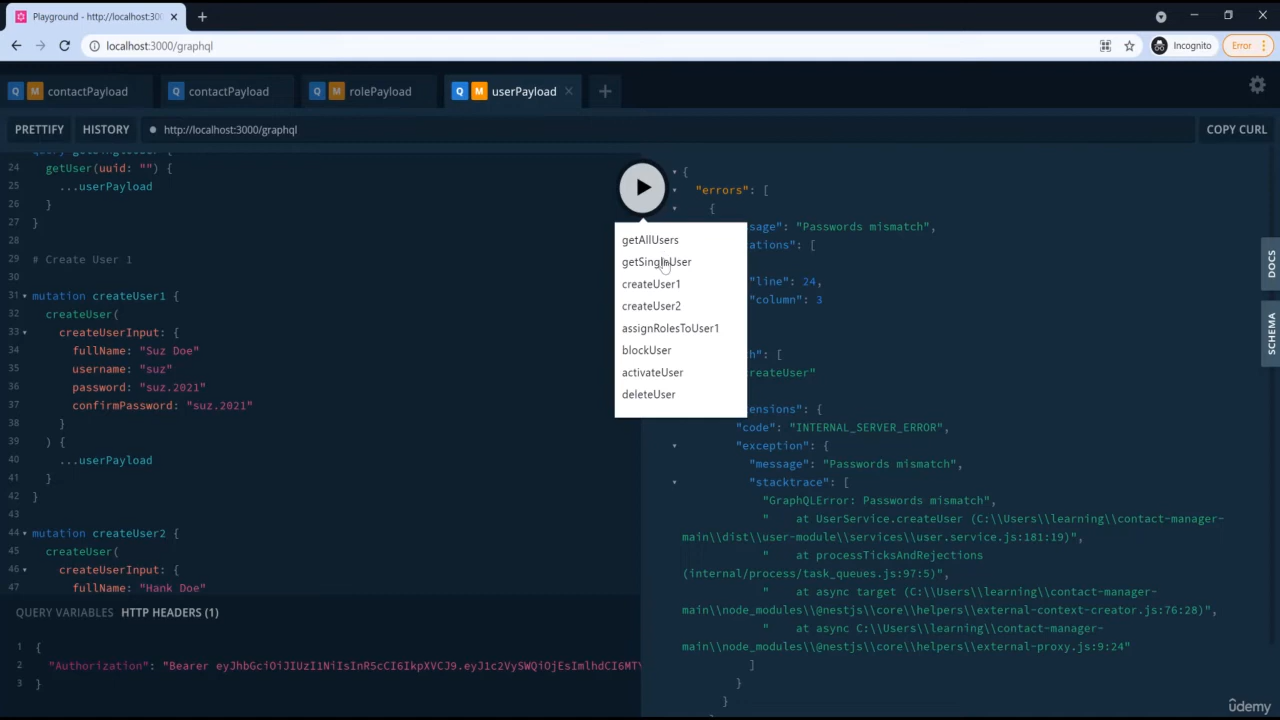 Playground - http://localhost:300
localhost:3000/graphql
Incognito
Error
Q M contactPayload
Q contactPayload
Q M rolePayload
Q M userPayload
PRETTIFY
HISTORY
http://localhost:3000/graphql
COPY CURL
24 getUser(uuid: "") {
25 ...userPayload
26 }
27 }
28
29 # Create User 1
30
31 mutation createUser1 {
32 createUser(
33 createUserInput: {
34 fullName: "Suz Doe"
35 username: "suz"
36 password: "suz.2021"
37 confirmPassword: "suz.2021"
38 }
39 ) {
40 ...userPayload
41 }
42 }
43
44 mutation createUser2 {
45 createUser(
46 createUserInput: {
47 fullName: "Hank Doe"
QUERY VARIABLES HTTP HEADERS (1)
1 {
2 "Authorization": "Bearer
3 }
getAllUsers
createUser1
createUser2
assignRolesToUser1
blockUser
activateUser
deleteUser
{
"errors": [
{
sage": "Passwords mismatch",
ations": [
"line": 24,
"column": 3
h": [
reateUser"
ensions": {
"code": "INTERNAL_SERVER_ERROR",
"exception": {
"message": "Passwords mismatch",
"stacktrace": [
"GraphQLError: Passwords mismatch",
" at UserService.createUser (C:\\Users\\learning\\contact-manager-
main\\dist\\user-module\\services\\user.service.js:181:19)",
" at processTicksAndRejections
(internal/process/task_queues.js:97:5)",
" at async target (C:\\Users\\learning\\contact-manager-
main\\node_modules\\@nestjs\\core\\helpers\\external-context-creator.js:76:28)",
" at async C:\\Users\\learning\\contact-manager-
main\\node_modules\\@nestjs\\core\\helpers\\external-proxy.js:9:24"
]
}
}
DOCS
SCHEMA
ûdemy